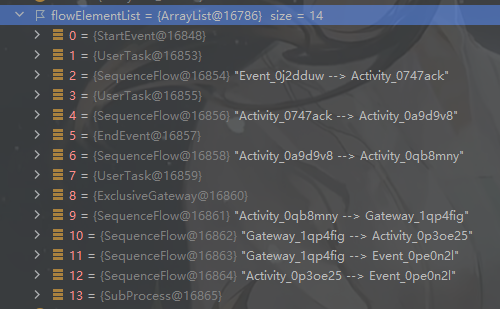 flowElementList = {ArrayList@16786} size = 14
0 = {StartEvent@16848}
1 = {UserTask@16853}
2 = {SequenceFlow@16854} "Event_0j2dduw --> Activity_0747ack"
3 = {UserTask@16855}
4 = {SequenceFlow@16856} "Activity_0747ack --> Activity_0a9d9v8"
5 = {EndEvent@16857}
6 = {SequenceFlow@16858} "Activity_0a9d9v8 --> Activity_0qb8mny"
7 = {UserTask@16859}
8 = {ExclusiveGateway@16860}
9 = {SequenceFlow@16861} "Activity_0qb8mny --> Gateway_1qp4fig"
10 = {SequenceFlow@16862} "Gateway_1qp4fig --> Activity_0p3oe25"
11 = {SequenceFlow@16863} "Gateway_1qp4fig --> Event_0pe0n2l"
12 = {SequenceFlow@16864} "Activity_0p3oe25 --> Event_0pe0n2l"
13 = {SubProcess@16865}